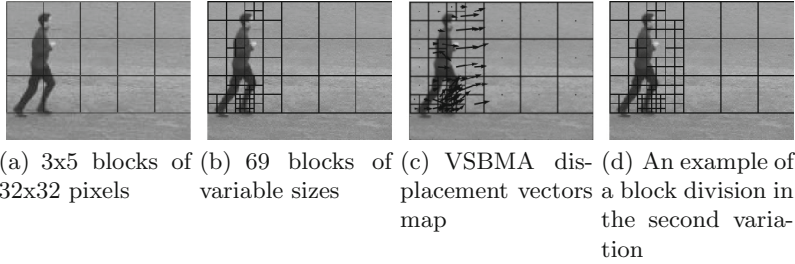 (a) 3x5 blocks of
32x32 pixels
(b) 69 blocks of
variable sizes
(c) VSBMA dis-
placement vectors
map
(d) An example of
a block division in
the second varia-
tion